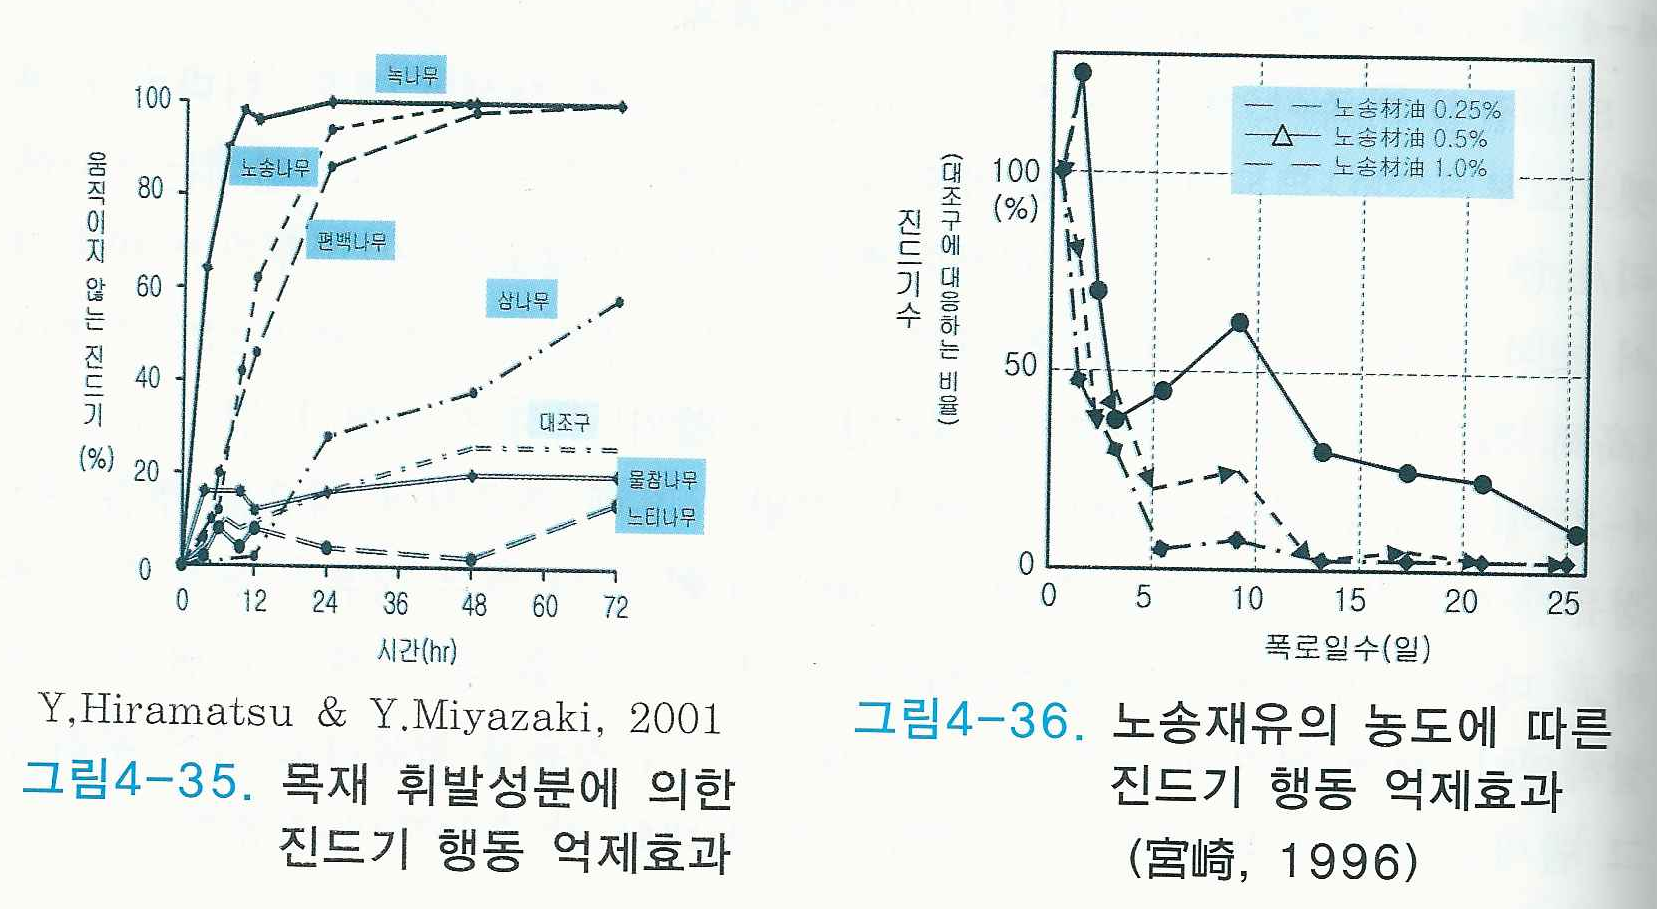 녹나무
100
노송나무
80
편백나무
60
삼나무
40
대조구
20
물참나무
느티나무
0
0 12 24 36 48 60 72
시간(hr)
움직이지 않는 진드기 (%)
Y,Hiramatsu & Y.Miyazaki, 2001
그림4-35. 목재 휘발성분에 의한
진드기 행동 억제효과
노송材油 0.25%
노송材油 0.5%
노송材油 1.0%
진드기수
(대조구에 대응하는 비율)
100
(%)
50
0
0 5 10 15 20 25
폭로일수(일)
그림4-36. 노송재유의 농도에 따른
진드기 행동 억제효과
(宮崎, 1996)